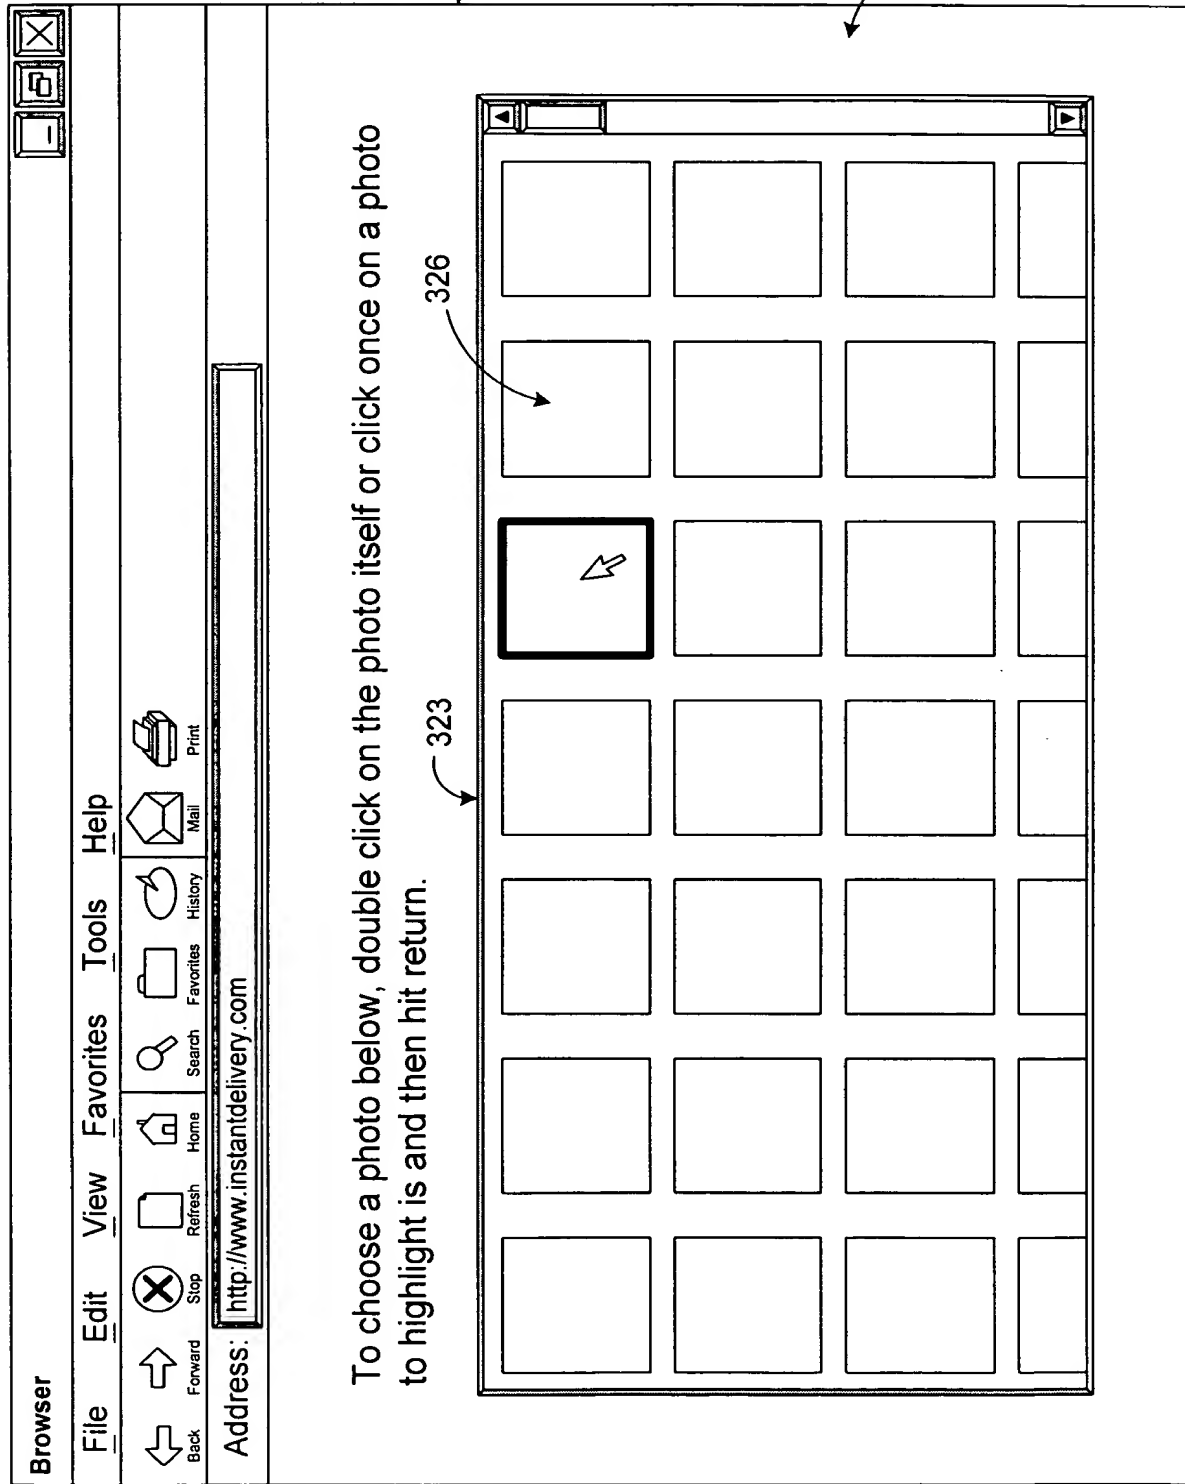 Browser
File Edit View Favorites Tools Help
Back Forward Stop Refresh Home Search Favorites History Mail Print
Address: http://www.instantdelivery.com
To choose a photo below, double click on the photo itself or click once on a photo
to highlight is and then hit return.
323
326